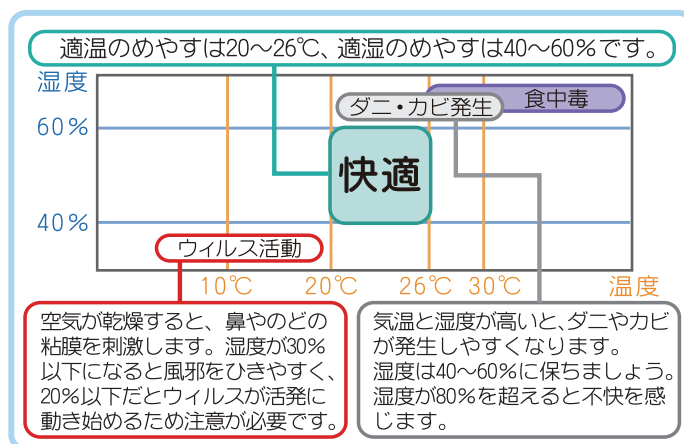 適温のめやすは20～26℃、適湿のめやすは40～60%です。
湿度
60%
40%
ダニ・カビ発生
食中毒
快適
ウィルス活動
10℃
20℃
26℃
30℃
温度
空気が乾燥すると、鼻やのどの
粘膜を刺激します。湿度が30%
以下になると風邪をひきやすく、
20%以下だとウィルスが活発に
動き始めるため注意が必要です。
気温と湿度が高いと、ダニやカビ
が発生しやすくなります。
湿度は40～60%に保ちましょう。
湿度が80%を超えると不快を感
じます。